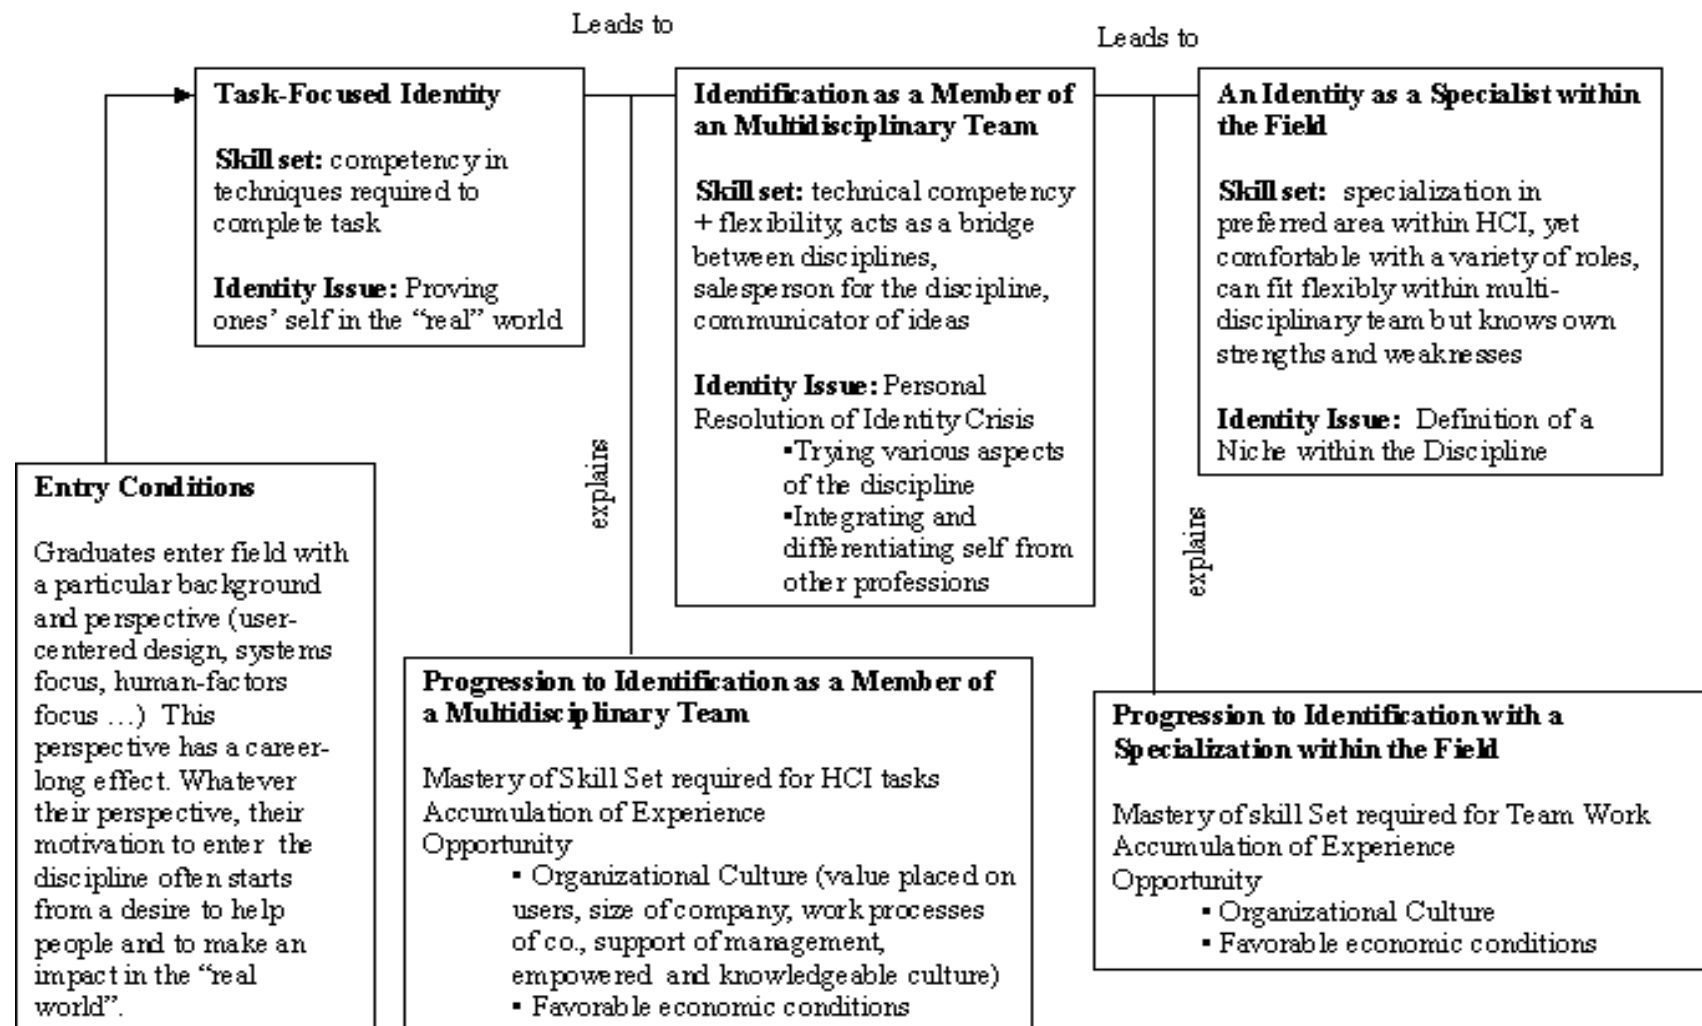 Leads to
Leads to
Task-Focused Identity
Skill set: competency in
techniques required to
complete task
Identity Issue: Proving
ones’ self in the “real” world
Identification as a Member of
an Multidisciplinary Team
Skill set: technical competency
+ flexibility, acts as a bridge
between disciplines,
salesperson for the discipline,
communicator of ideas
Identity Issue: Personal
Resolution of Identity Crisis
▪Trying various aspects
of the discipline
▪Integrating and
differentiating self from
other professions
An Identity as a Specialist within
the Field
Skill set: specialization in
preferred area within HCI, yet
comfortable with a variety of roles,
can fit flexibly within multi-
disciplinary team but knows own
strengths and weaknesses
Identity Issue: Definition of a
Niche within the Discipline
explains
explains
Entry Conditions
Graduates enter field with
a particular background
and perspective (user-
centered design, systems
focus, human-factors
focus …) This
perspective has a career-
long effect. Whatever
their perspective, their
motivation to enter the
discipline often starts
from a desire to help
people and to make an
impact in the “real
world”.
Progression to Identification as a Member of
a Multidisciplinary Team
Mastery of Skill Set required for HCI tasks
Accumulation of Experience
Opportunity
▪ Organizational Culture (value placed on
users, size of company, work processes
of co., support of management,
empowered and knowledgeable culture)
▪ Favorable economic conditions
Progression to Identification with a
Specialization within the Field
Mastery of skill Set required for Team Work
Accumulation of Experience
Opportunity
▪ Organizational Culture
▪ Favorable economic conditions